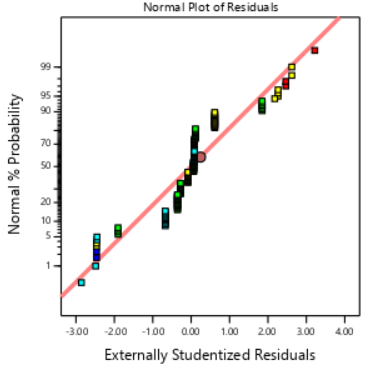 Normal Plot of Residuals
Normal % Probability
99
95
90
70
50
20
10
5
1
-3.00 -2.00 -1.00 0.00 1.00 2.00 3.00 4.00
Externally Studentized Residuals